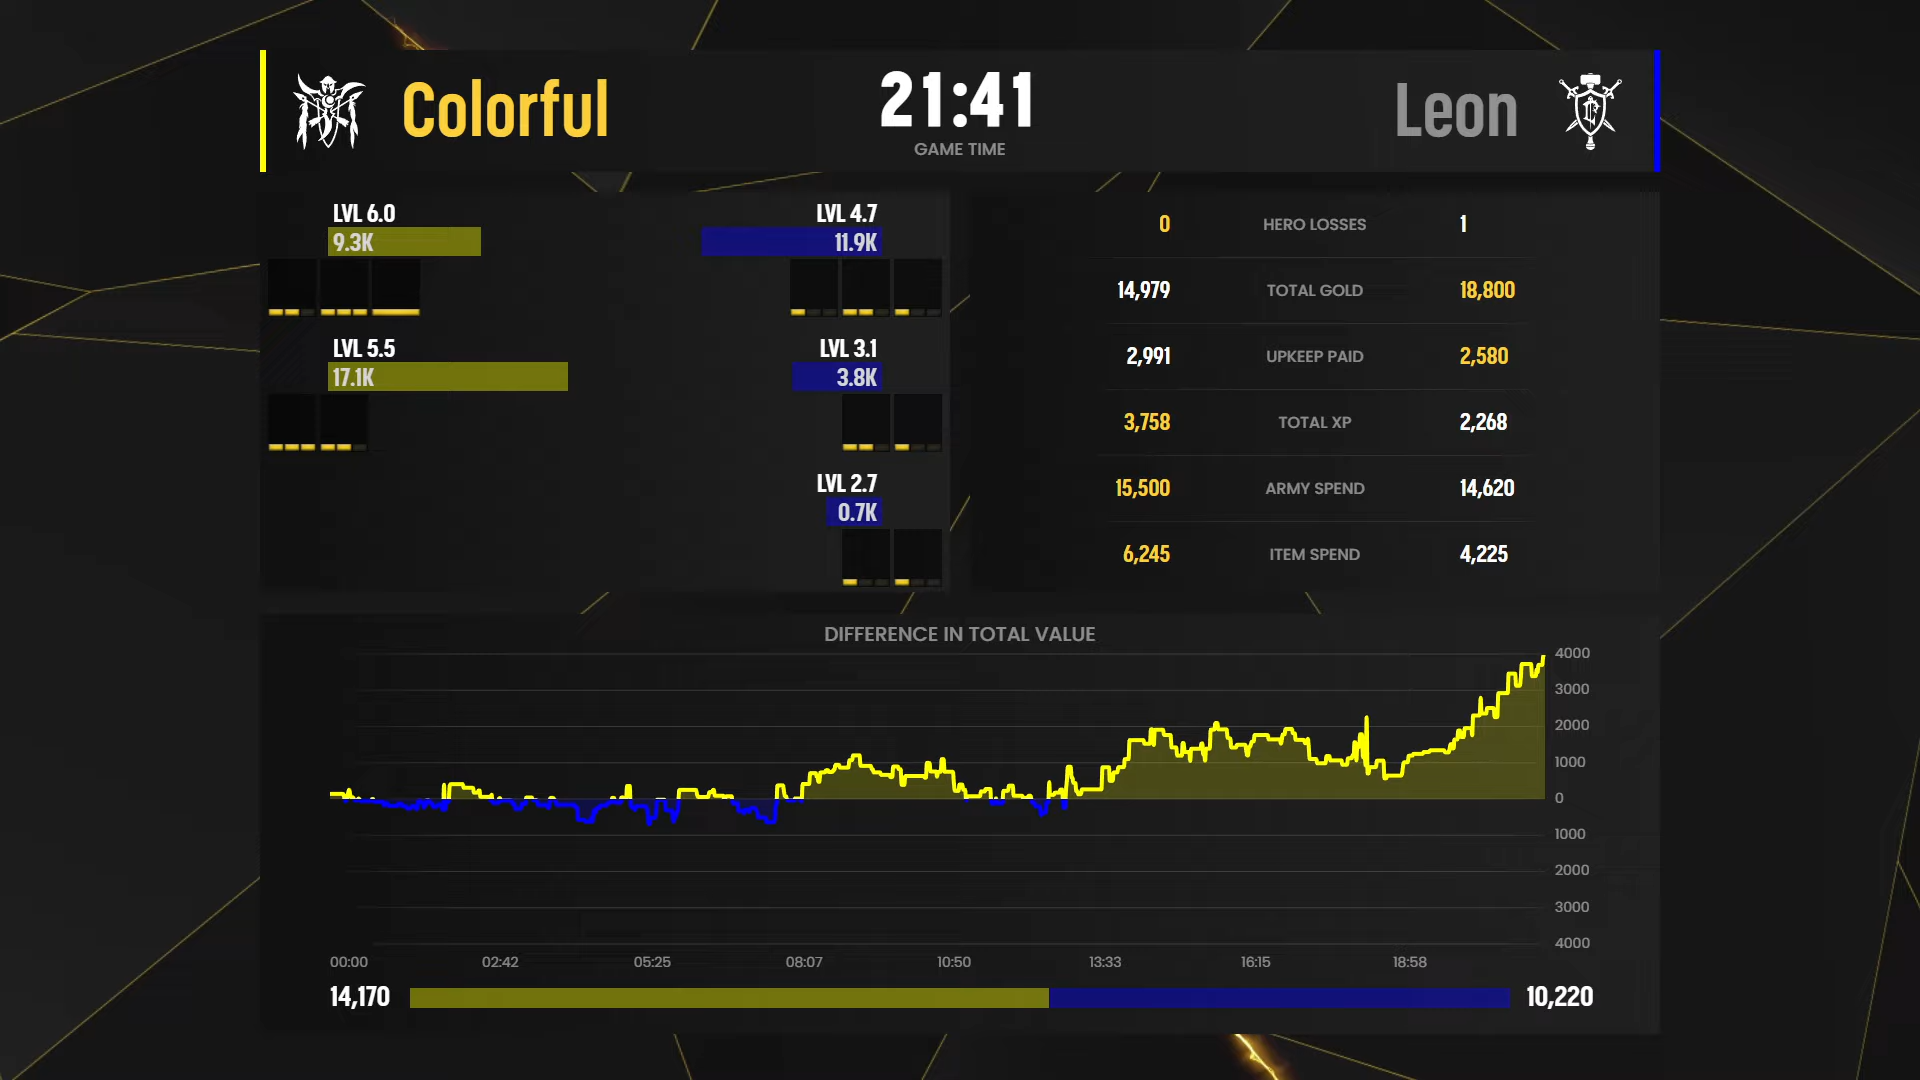 Colorful
21:41
GAME TIME
Leon
LVL 6.0
9.3K
LVL 4.7
11.9K
LVL 5.5
17.1K
LVL 3.1
3.8K
LVL 2.7
0.7K
0 HERO LOSSES 1
14,979 TOTAL GOLD 18,800
2,991 UPKEEP PAID 2,580
3,758 TOTAL XP 2,268
15,500 ARMY SPEND 14,620
6,245 ITEM SPEND 4,225
DIFFERENCE IN TOTAL VALUE
4000
3000
2000
1000
0
1000
2000
3000
4000
00:00 02:42 05:25 08:07 10:50 13:33 16:15 18:58
14,170 10,220